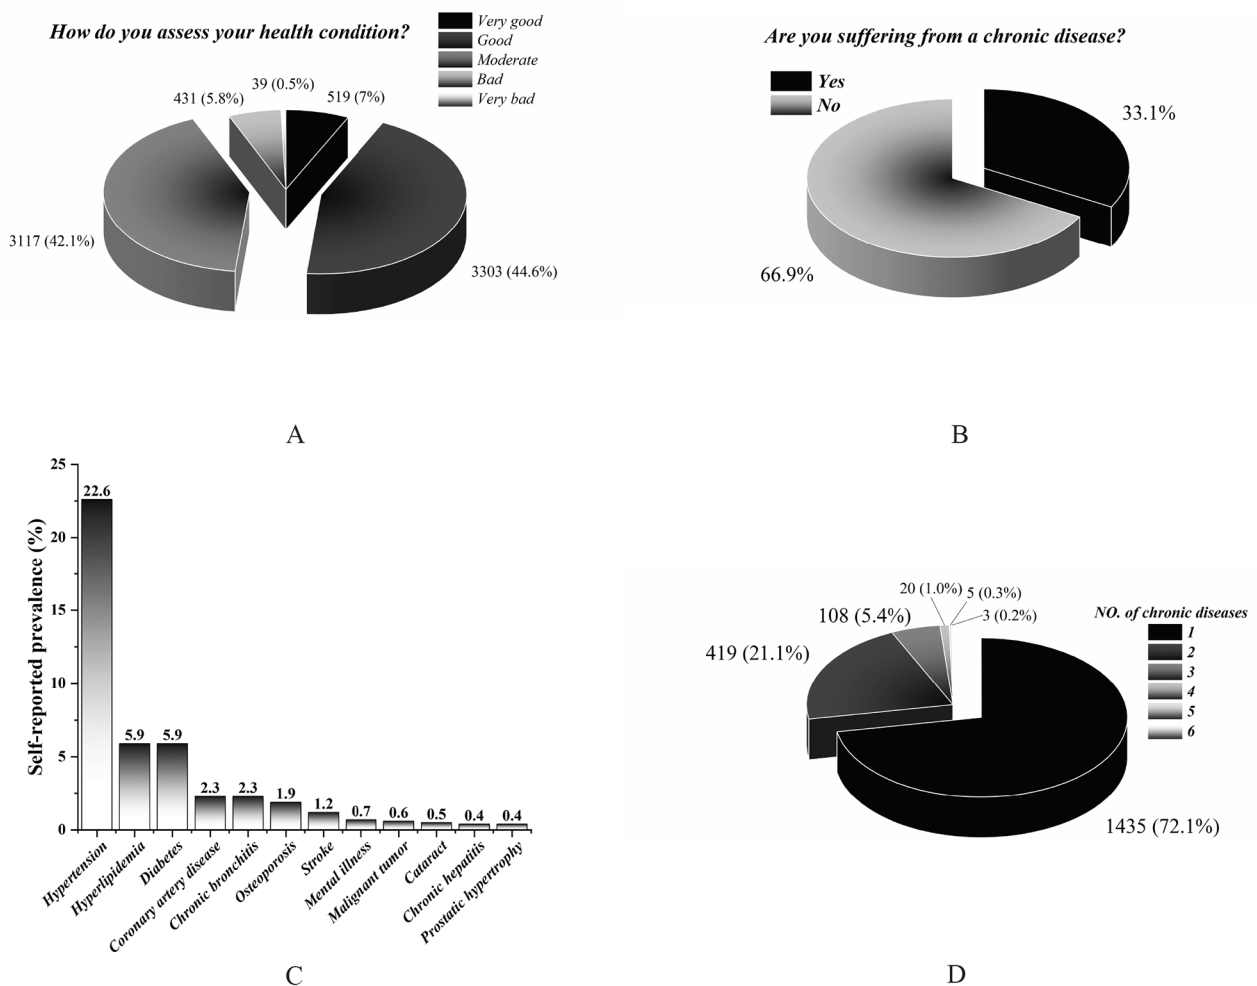 How do you assess your health condition?
Very good
Good
Moderate
Bad
Very bad
39 (0.5%)
431 (5.8%)
519 (7%)
3117 (42.1%)
3303 (44.6%)
A
Are you suffering from a chronic disease?
Yes
No
33.1%
66.9%
B
Self-reported prevalence (%)
25
20
15
10
5
0
22.6
5.9
5.9
2.3
2.3
1.9
1.2
0.7
0.6
0.5
0.4
0.4
Hypertension
Hyperlipidemia
Diabetes
Coronary artery disease
Chronic bronchitis
Osteoporosis
Stroke
Mental illness
Malignant tumor
Cataract
Chronic hepatitis
Prostatic hypertrophy
C
20 (1.0%)
5 (0.3%)
108 (5.4%)
3 (0.2%)
419 (21.1%)
1435 (72.1%)
NO. of chronic diseases
1
2
3
4
5
6
D